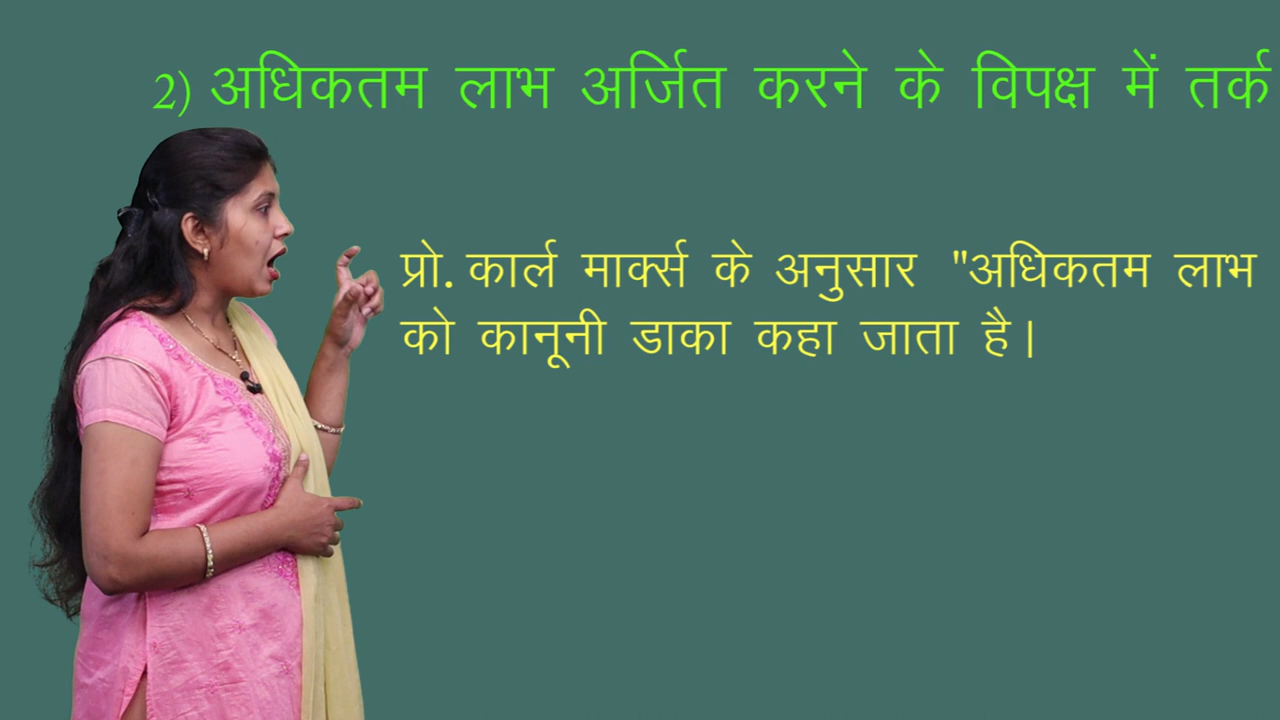 2) अधिकतम लाभ अर्जित करने के विपक्ष में तर्क
प्रो. कार्ल मार्क्स के अनुसार "अधिकतम लाभ
को कानूनी डाका कहा जाता है।